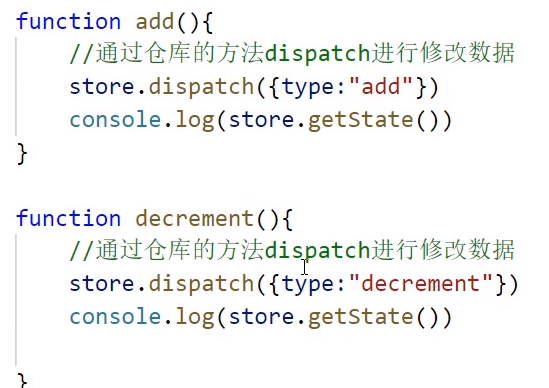 function add(){
    //通过仓库的方法dispatch进行修改数据
    store.dispatch({type:"add"})
    console.log(store.getState())
}
function decrement(){
    //通过仓库的方法dispatch进行修改数据
    store.dispatch({type:"decrement"})
    console.log(store.getState())
}